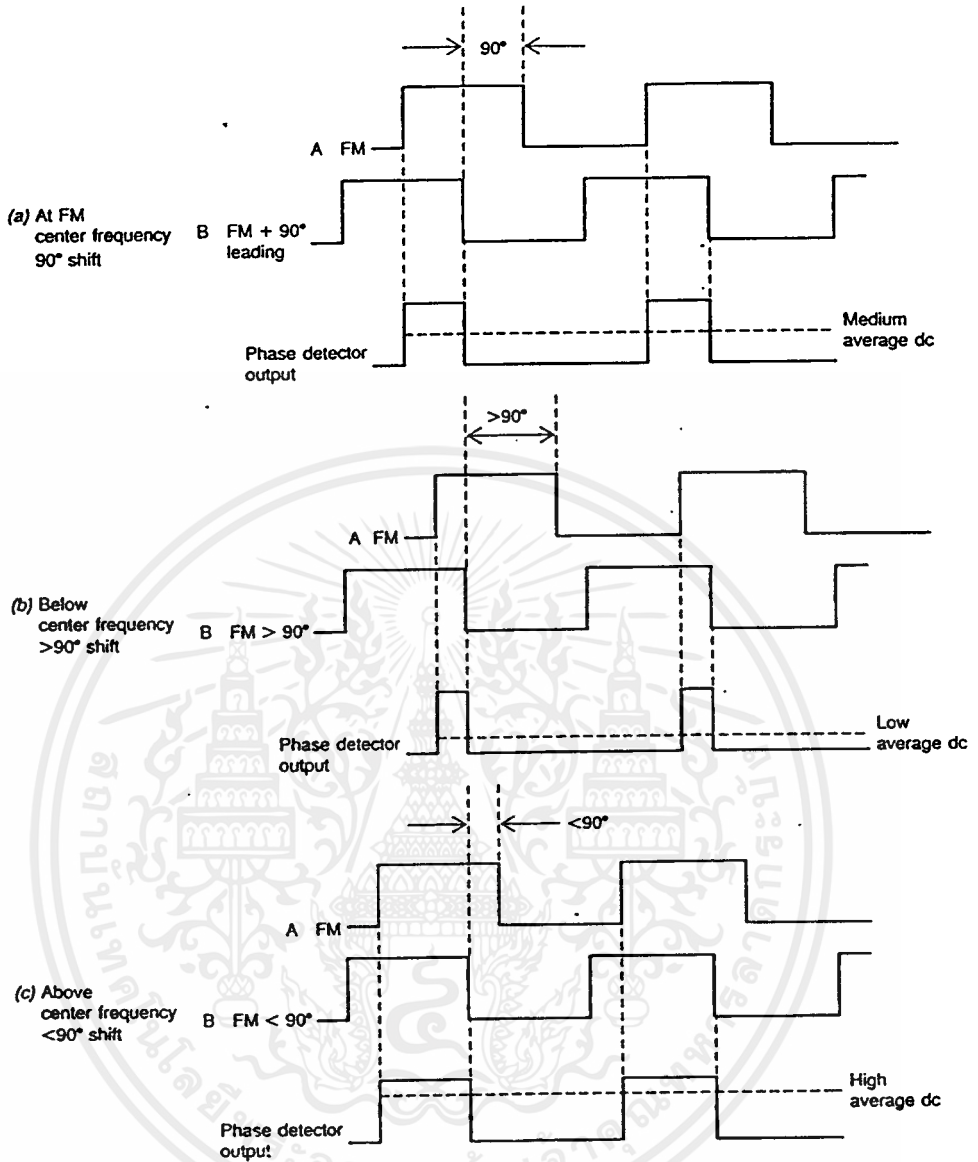 90°
A FM
(a) At FM
center frequency
90° shift
B FM + 90°
leading
Medium
average dc
Phase detector
output
>90°
A FM
(b) Below
center frequency
>90° shift
B FM > 90°
Low
average dc
Phase detector
output
<90°
A FM
(c) Above
center frequency
<90° shift
B FM < 90°
High
average dc
Phase detector
output